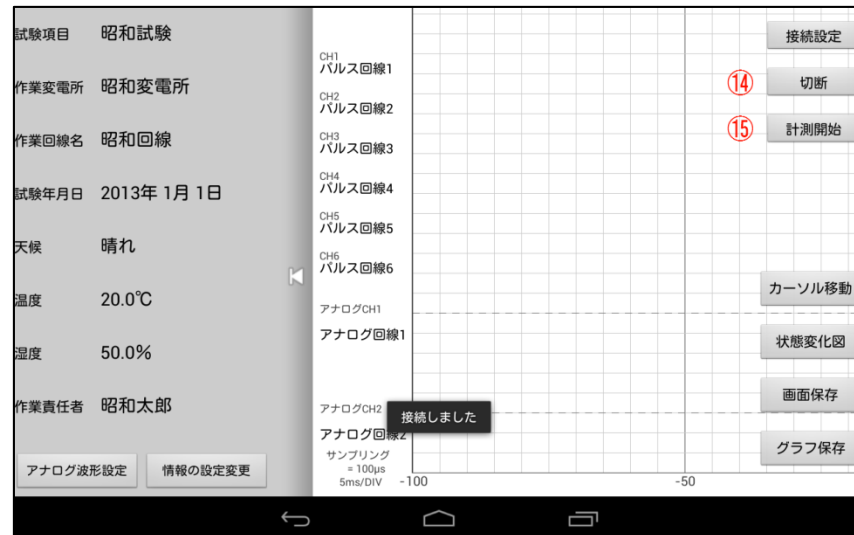 試験項目 昭和試験
作業変電所 昭和変電所
作業回線名 昭和回線
試験年月日 2013年 1月 1日
天候 晴れ
温度 20.0℃
湿度 50.0%
作業責任者 昭和太郎
アナログ波形設定 情報の設定変更
CH1
パルス回線1
CH2
パルス回線2
CH3
パルス回線3
CH4
パルス回線4
CH5
パルス回線5
CH6
パルス回線6
アナログCH1
アナログ回線1
アナログCH2
アナログ回線2
サンプリング
= 100μs
5ms/DIV
-100 -50
接続しました
接続設定
⑭ 切断
⑮ 計測開始
カーソル移動
状態変化図
画面保存
グラフ保存